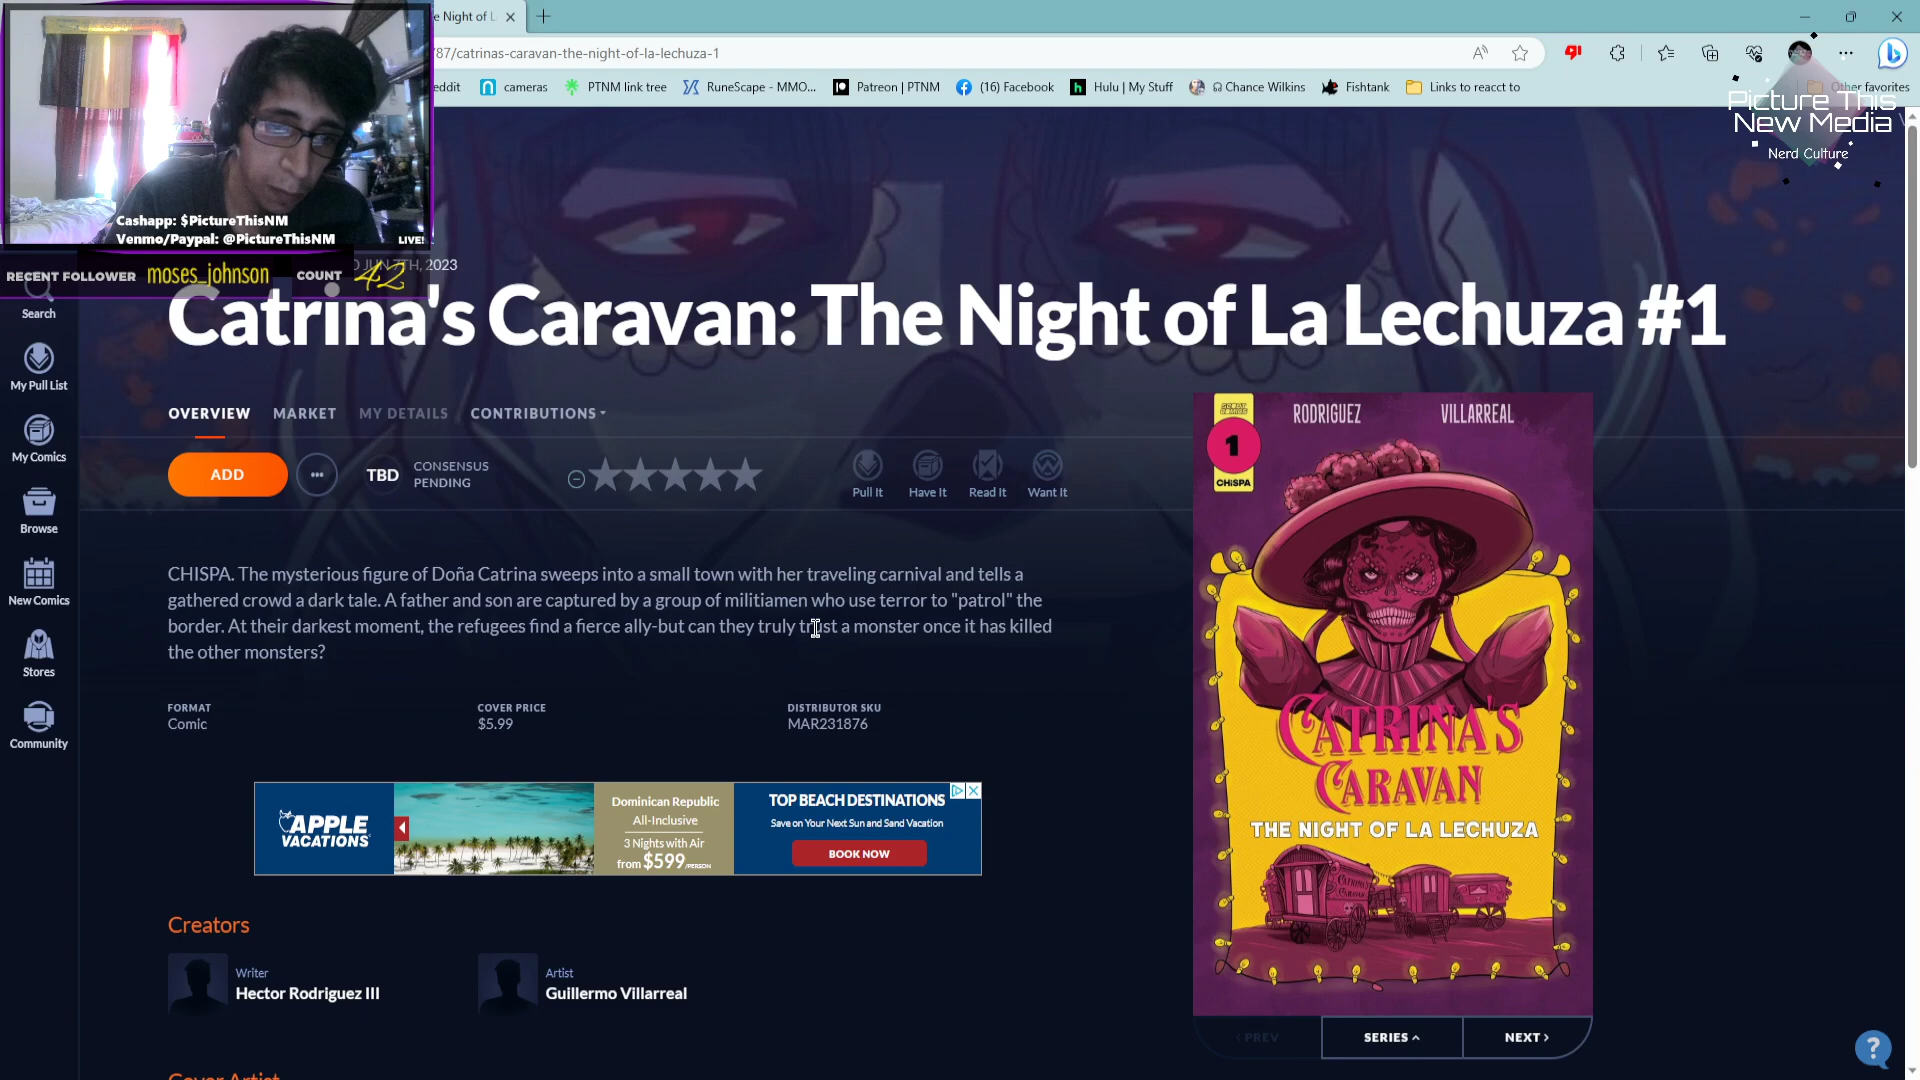 e Night of L
87/catrinas-caravan-the-night-of-la-lechuza-1
eddit
cameras
PTNM link tree
RuneScape - MMO...
Patreon | PTNM
(16) Facebook
Hulu | My Stuff
Chance Wilkins
Fishtank
Links to reacct to
Other favorites
Picture This
New Media
Nerd Culture
Cashapp: $PictureThisNM
Venmo/Paypal: @PictureThisNM
LIVE!
RECENT FOLLOWER moses_johnson COUNT 42
JUN 7TH, 2023
Catrina's Caravan: The Night of La Lechuza #1
Search
My Pull List
My Comics
Browse
New Comics
Stores
Community
OVERVIEW MARKET MY DETAILS CONTRIBUTIONS
ADD
TBD
CONSENSUS
PENDING
Pull It
Have It
Read It
Want It
CHISPA. The mysterious figure of Doña Catrina sweeps into a small town with her traveling carnival and tells a
gathered crowd a dark tale. A father and son are captured by a group of militiamen who use terror to "patrol" the
border. At their darkest moment, the refugees find a fierce ally-but can they truly trust a monster once it has killed
the other monsters?
FORMAT
Comic
COVER PRICE
$5.99
DISTRIBUTOR SKU
MAR231876
APPLE
VACATIONS
Dominican Republic
All-Inclusive
3 Nights with Air
from $599 /PERSON
TOP BEACH DESTINATIONS
Save on Your Next Sun and Sand Vacation
BOOK NOW
Creators
Writer
Hector Rodriguez III
Artist
Guillermo Villarreal
Cover Artist
SCOUT
COMICS
1
CHISPA
RODRIGUEZ
VILLARREAL
CATRINA'S
CARAVAN
THE NIGHT OF LA LECHUZA
CATRINA'S
CARAVAN
< PREV
SERIES
NEXT >